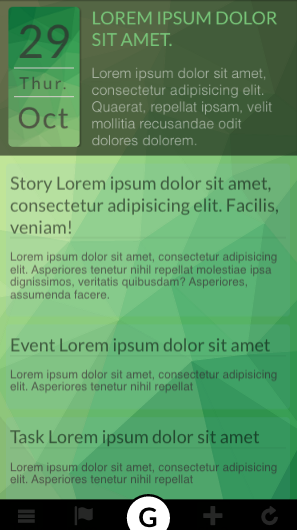 29
Thur.
Oct
LOREM IPSUM DOLOR
SIT AMET.
Lorem ipsum dolor sit amet,
consectetur adipisicing elit.
Quaerat, repellat ipsam, velit
mollitia recusandae odit
dolores dolorem.
Story Lorem ipsum dolor sit amet,
consectetur adipisicing elit. Facilis,
veniam!
Lorem ipsum dolor sit amet, consectetur adipisicing
elit. Asperiores tenetur nihil repellat molestiae ipsa
dignissimos, veritatis quibusdam? Asperiores,
assumenda facere.
Event Lorem ipsum dolor sit amet
Lorem ipsum dolor sit amet, consectetur adipisicing
elit. Asperiores tenetur nihil repellat
Task Lorem ipsum dolor sit amet
Lorem ipsum dolor sit amet, consectetur adipisicing
elit. Asperiores tenetur nihil repellat
G